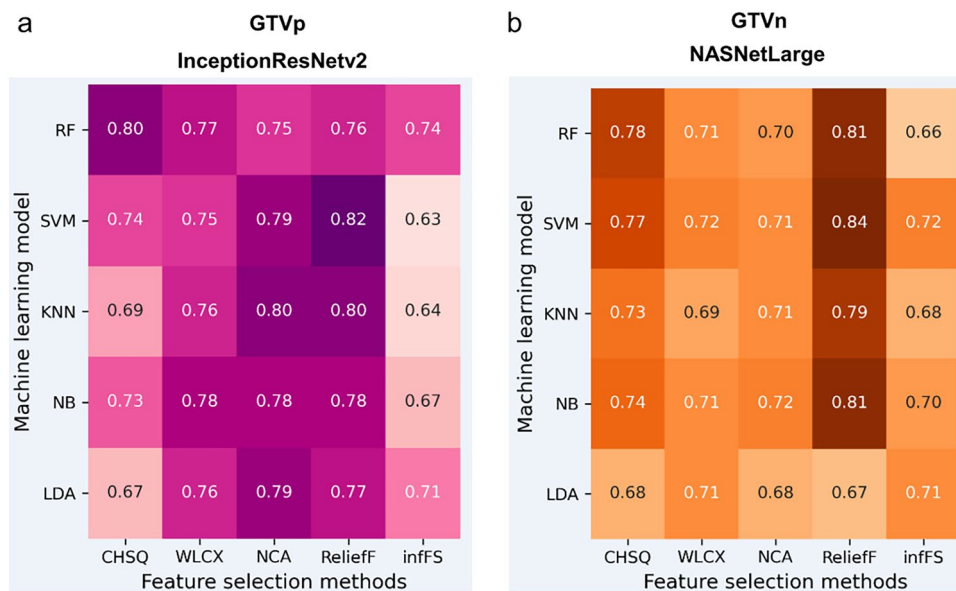 a
GTVp
InceptionResNetv2
Machine learning model
RF 0.80 0.77 0.75 0.76 0.74
SVM 0.74 0.75 0.79 0.82 0.63
KNN 0.69 0.76 0.80 0.80 0.64
NB 0.73 0.78 0.78 0.78 0.67
LDA 0.67 0.76 0.79 0.77 0.71
CHSQ WLCX NCA ReliefF infFS
Feature selection methods
b
GTVn
NASNetLarge
Machine learning model
RF 0.78 0.71 0.70 0.81 0.66
SVM 0.77 0.72 0.71 0.84 0.72
KNN 0.73 0.69 0.71 0.79 0.68
NB 0.74 0.71 0.72 0.81 0.70
LDA 0.68 0.71 0.68 0.67 0.71
CHSQ WLCX NCA ReliefF infFS
Feature selection methods